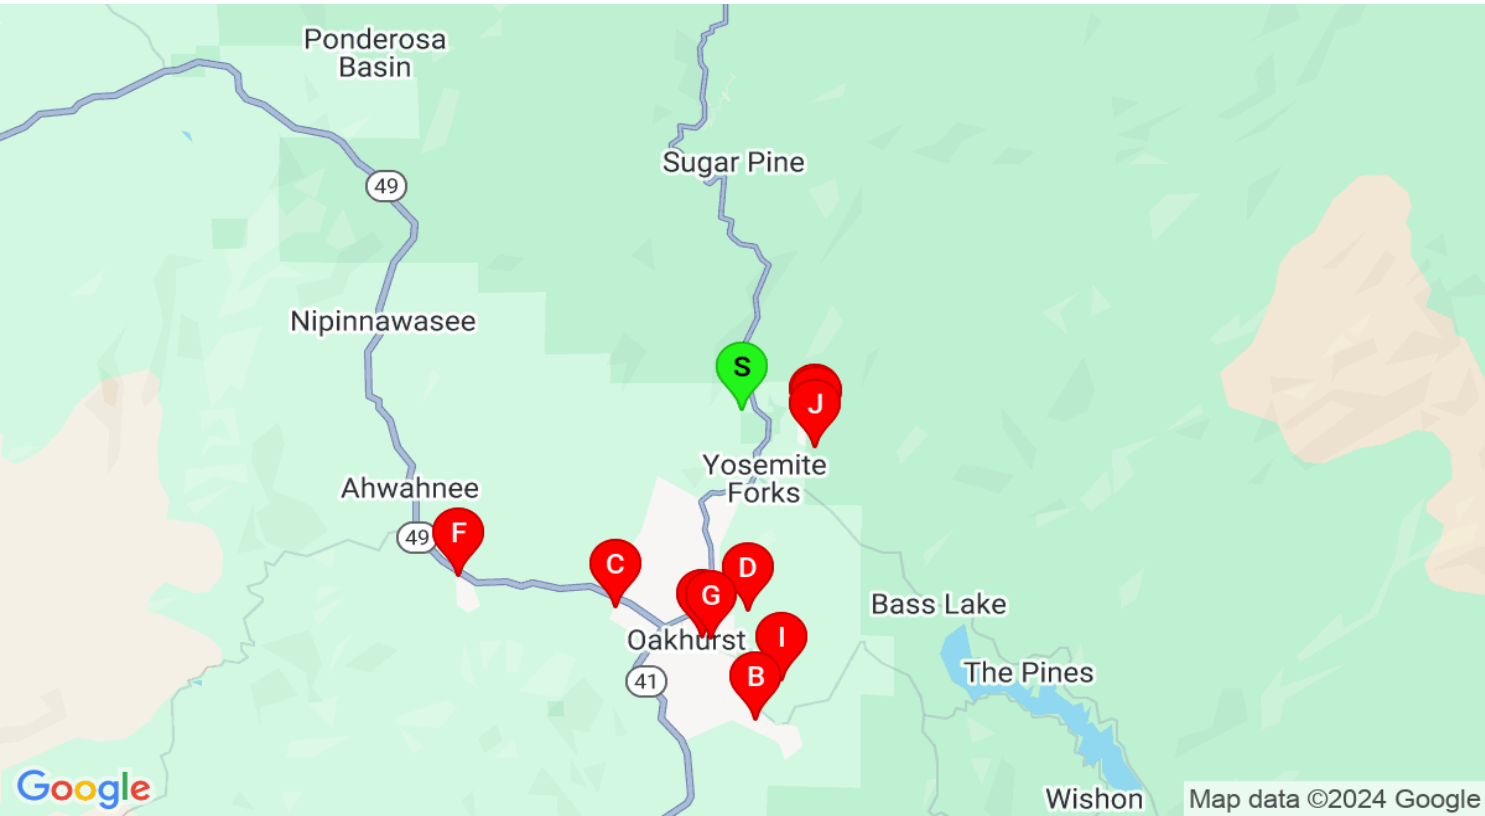 Ponderosa
Basin
Sugar Pine
49
Nipinnawasee
S
J
Yosemite
Forks
Ahwahnee
49
F
C
D
G
Bass Lake
Oakhurst
I
The Pines
B
41
Google
Wishon
Map data ©2024 Google